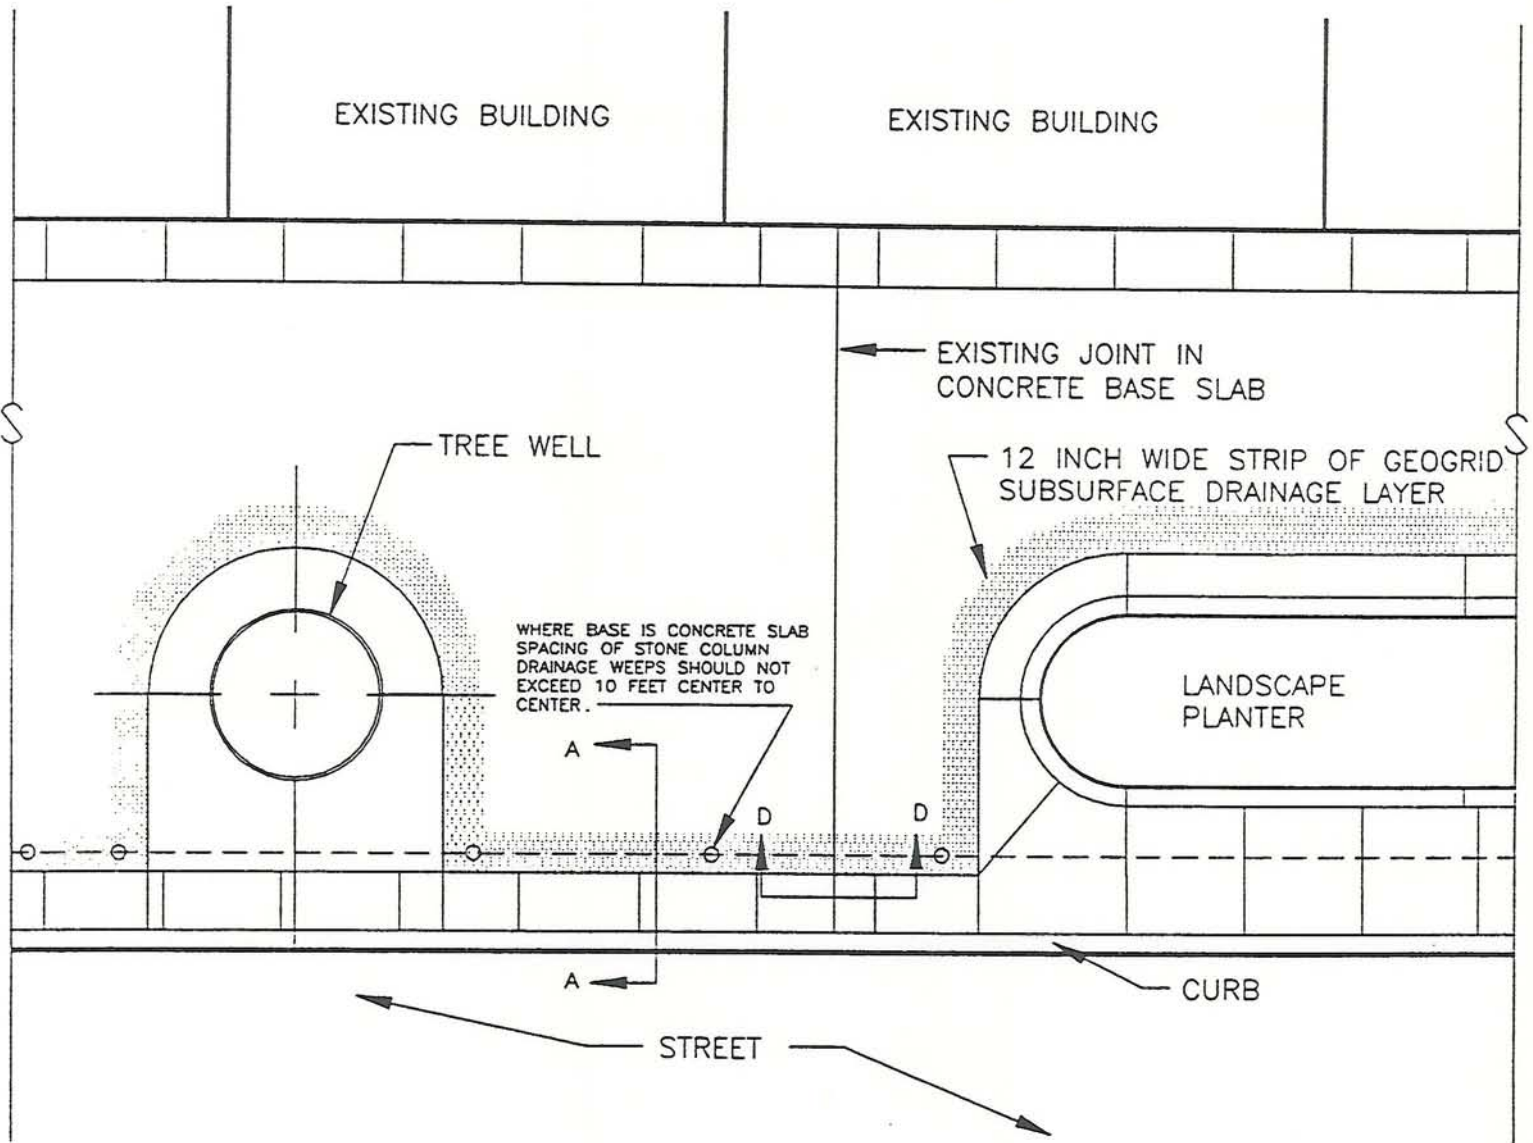 EXISTING BUILDING
EXISTING BUILDING
EXISTING JOINT IN
CONCRETE BASE SLAB
TREE WELL
12 INCH WIDE STRIP OF GEOGRID
SUBSURFACE DRAINAGE LAYER
WHERE BASE IS CONCRETE SLAB
SPACING OF STONE COLUMN
DRAINAGE WEEPS SHOULD NOT
EXCEED 10 FEET CENTER TO
CENTER.
LANDSCAPE
PLANTER
A
D
D
A
CURB
STREET